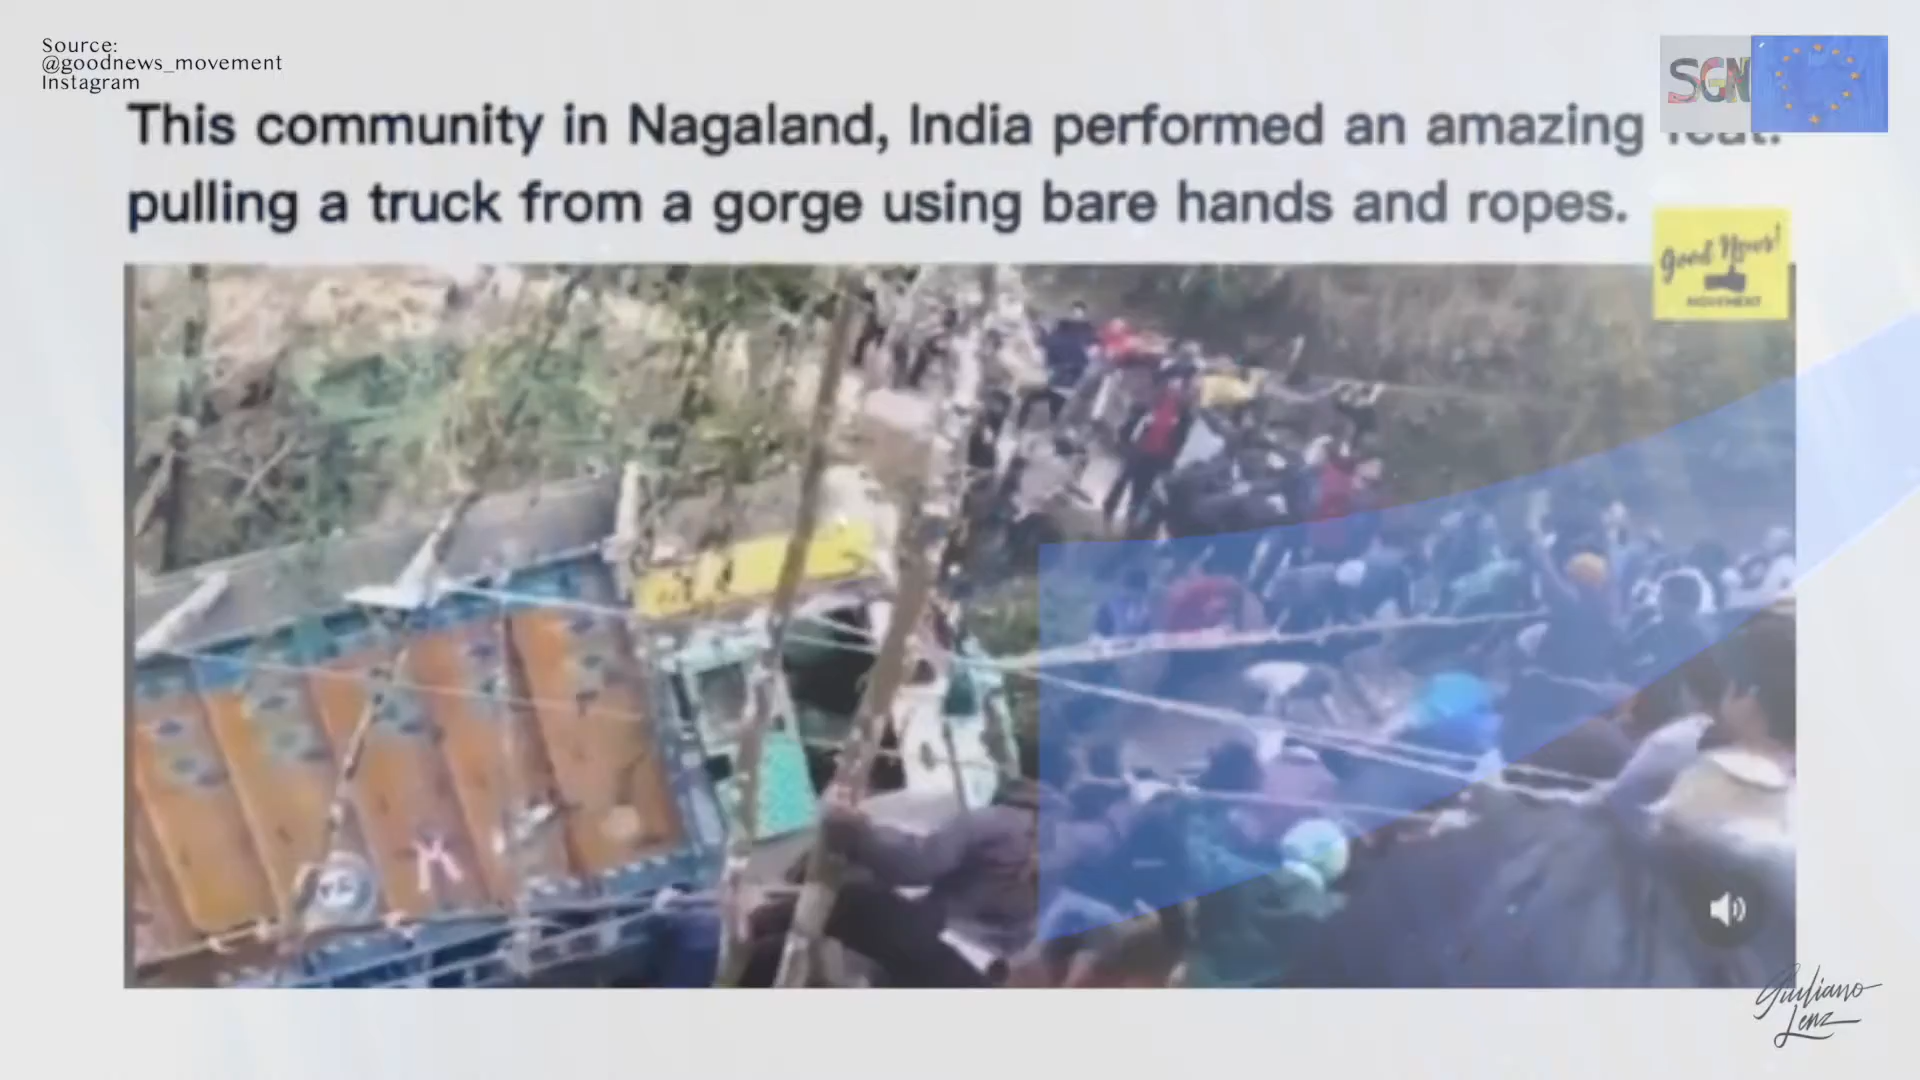 Source:
@goodnews_movement
Instagram
SGN
This community in Nagaland, India performed an amazing
pulling a truck from a gorge using bare hands and ropes.
Good News!
MOVEMENT
Giuliano
Lenz